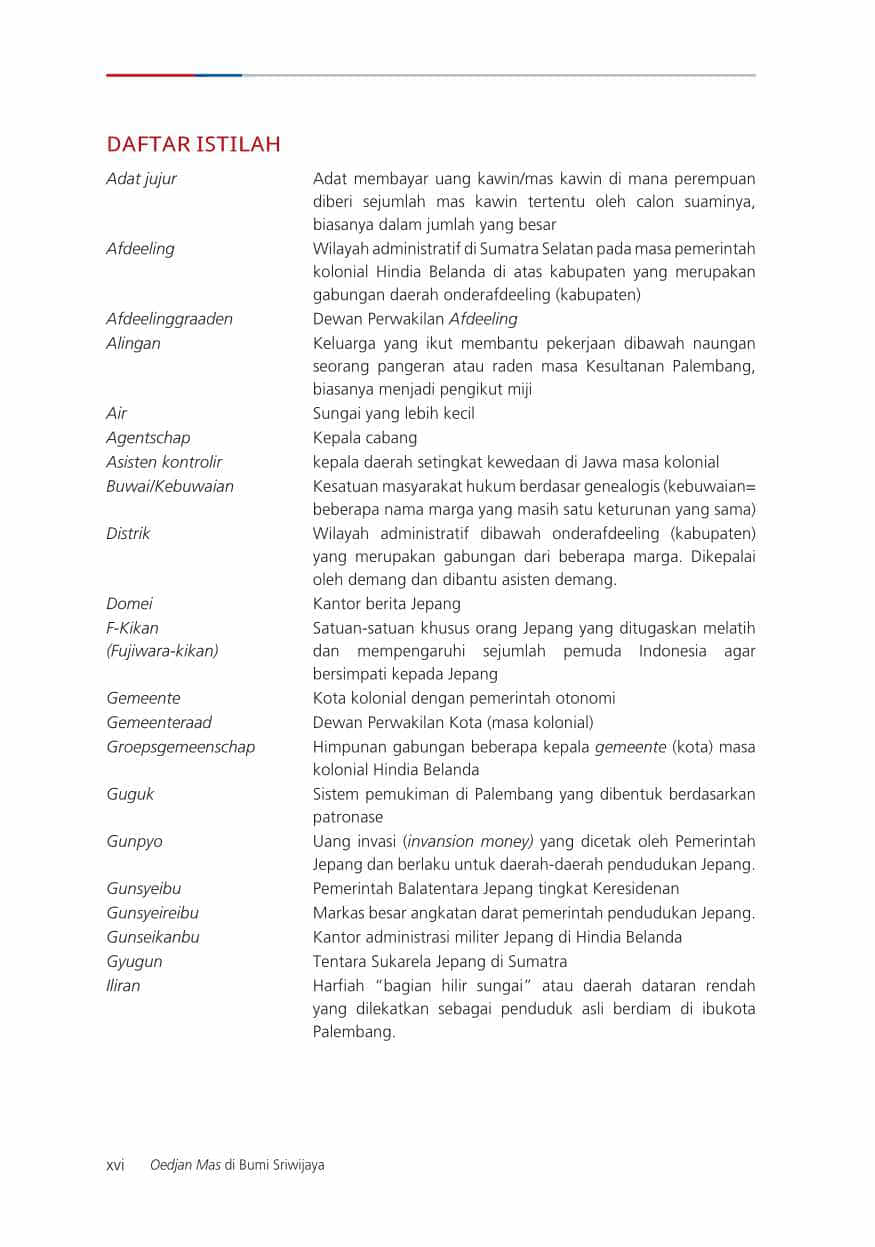 DAFTAR ISTILAH
Adat jujur Adat membayar uang kawin/mas kawin di mana perempuan
diberi sejumlah mas kawin tertentu oleh calon suaminya,
biasanya dalam jumlah yang besar
Afdeeling Wilayah administratif di Sumatra Selatan pada masa pemerintah
kolonial Hindia Belanda di atas kabupaten yang merupakan
gabungan daerah onderafdeeling (kabupaten)
Afdeelinggraaden Dewan Perwakilan Afdeeling
Alingan Keluarga yang ikut membantu pekerjaan dibawah naungan
seorang pangeran atau raden masa Kesultanan Palembang,
biasanya menjadi pengikut miji
Air Sungai yang lebih kecil
Agentschap Kepala cabang
Asisten kontrolir kepala daerah setingkat kewedaan di Jawa masa kolonial
Buwai/Kebuwaian Kesatuan masyarakat hukum berdasar genealogis (kebuwaian=
beberapa nama marga yang masih satu keturunan yang sama)
Distrik Wilayah administratif dibawah onderafdeeling (kabupaten)
yang merupakan gabungan dari beberapa marga. Dikepalai
oleh demang dan dibantu asisten demang.
Domei Kantor berita Jepang
F-Kikan Satuan-satuan khusus orang Jepang yang ditugaskan melatih
(Fujiwara-kikan) dan mempengaruhi sejumlah pemuda Indonesia agar
bersimpati kepada Jepang
Gemeente Kota kolonial dengan pemerintah otonomi
Gemeenteraad Dewan Perwakilan Kota (masa kolonial)
Groepsgemeenschap Himpunan gabungan beberapa kepala gemeente (kota) masa
kolonial Hindia Belanda
Guguk Sistem pemukiman di Palembang yang dibentuk berdasarkan
patronase
Gunpyo Uang invasi (invansion money) yang dicetak oleh Pemerintah
Jepang dan berlaku untuk daerah-daerah pendudukan Jepang.
Gunsyeibu Pemerintah Balatentara Jepang tingkat Keresidenan
Gunsyeireibu Markas besar angkatan darat pemerintah pendudukan Jepang.
Gunseikanbu Kantor administrasi militer Jepang di Hindia Belanda
Gyugun Tentara Sukarela Jepang di Sumatra
Iliran Harfiah “bagian hilir sungai” atau daerah dataran rendah
yang dilekatkan sebagai penduduk asli berdiam di ibukota
Palembang.
xvi Oedjan Mas di Bumi Sriwijaya